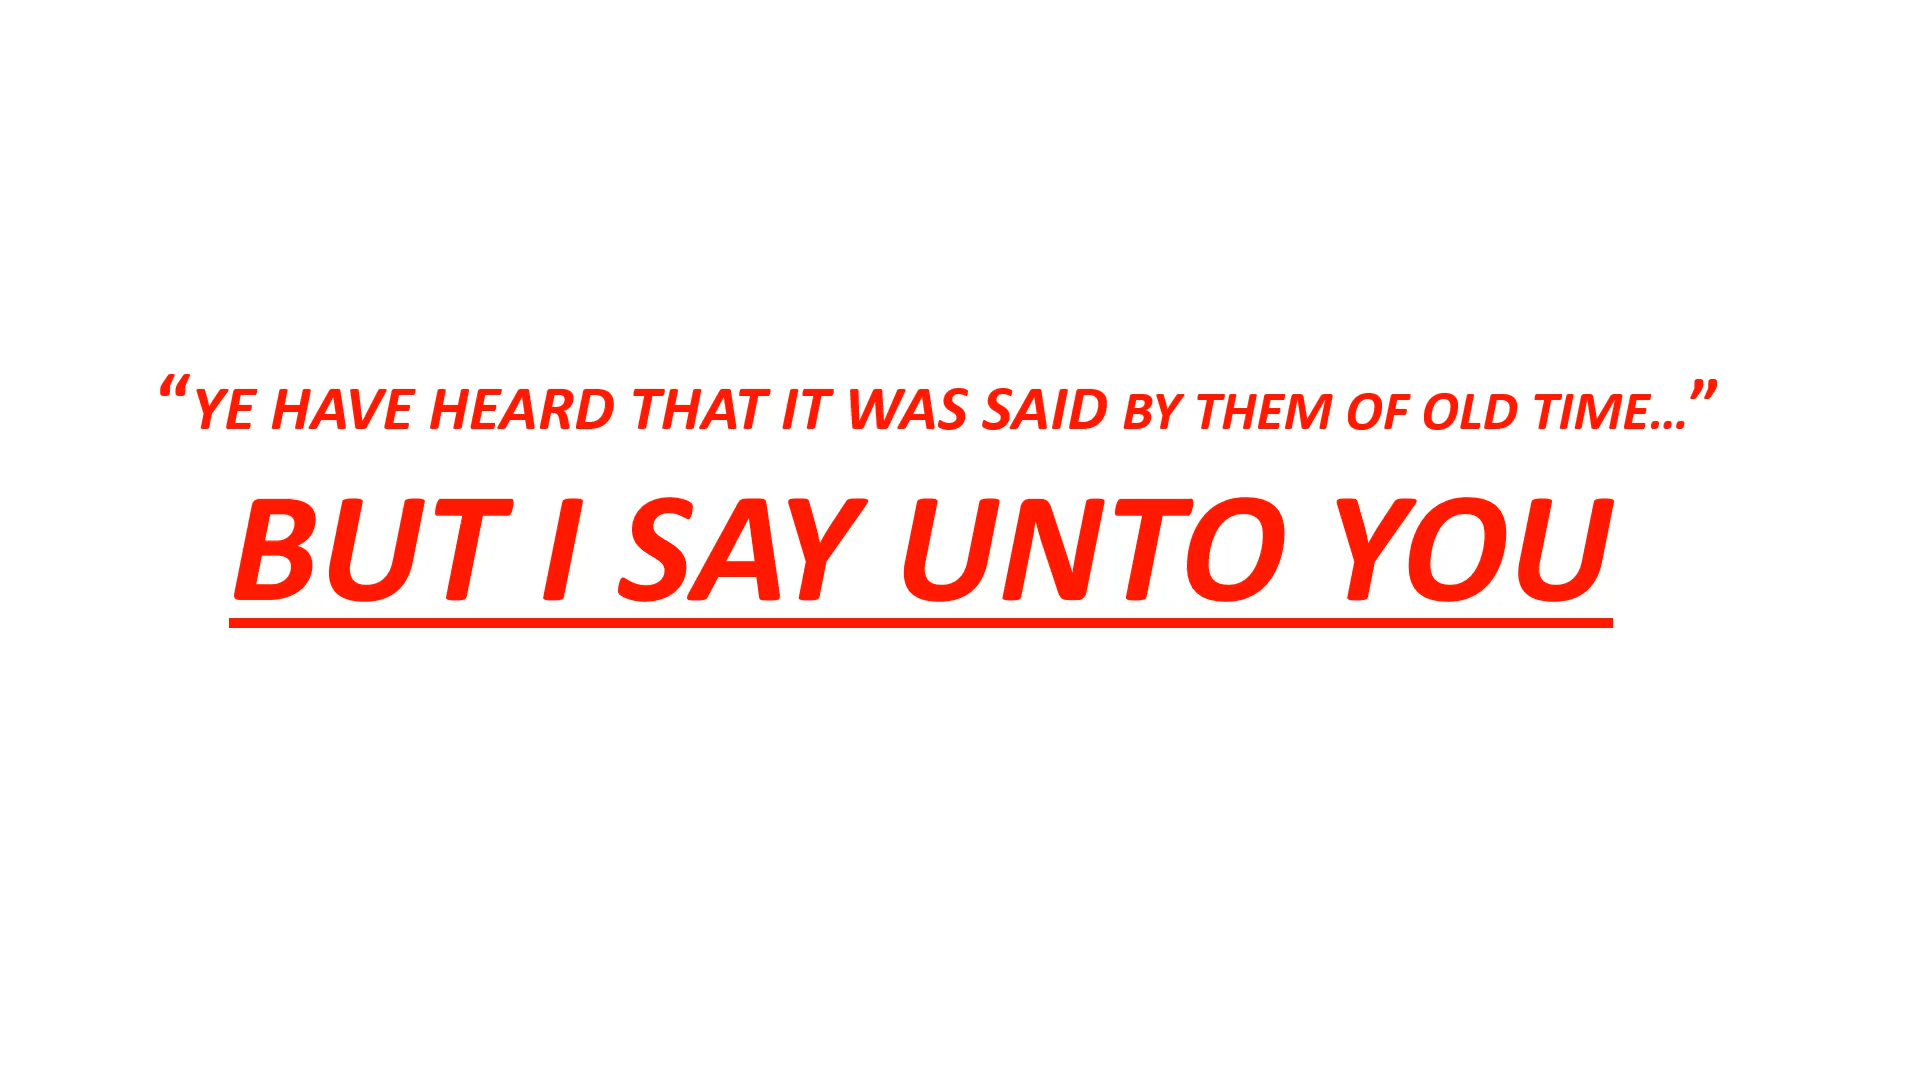 “YE HAVE HEARD THAT IT WAS SAID BY THEM OF OLD TIME…”
BUT I SAY UNTO YOU